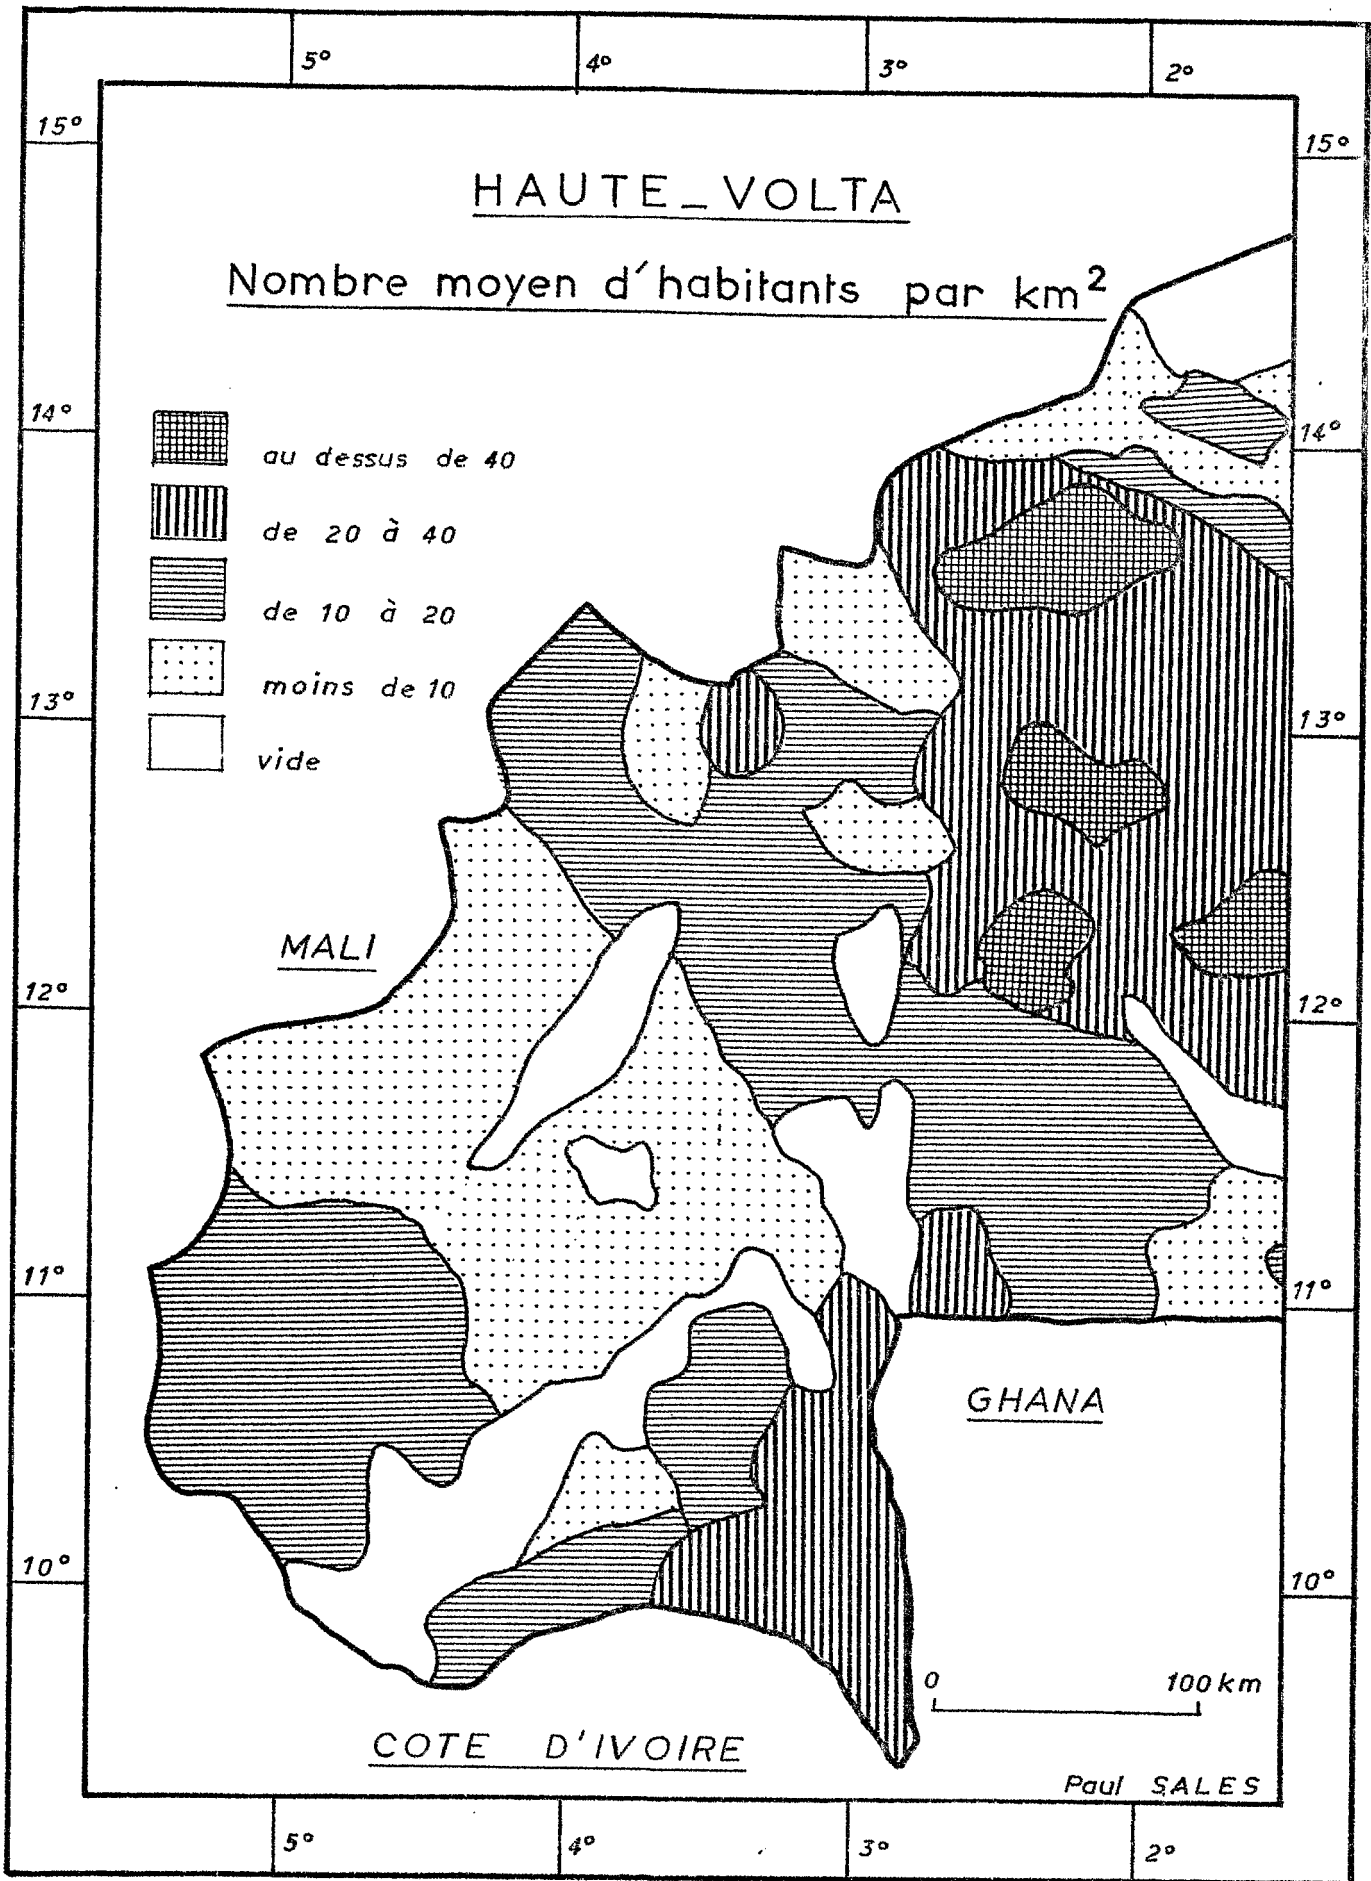 5° 4° 3° 2°
15° 15°
HAUTE_VOLTA
Nombre moyen d'habitants par km²
14° 14°
au dessus de 40
de 20 à 40
de 10 à 20
moins de 10
13° 13°
vide
MALI
12° 12°
11° 11°
GHANA
10° 10°
0 100 km
COTE D'IVOIRE
Paul SALES
5° 4° 3° 2°